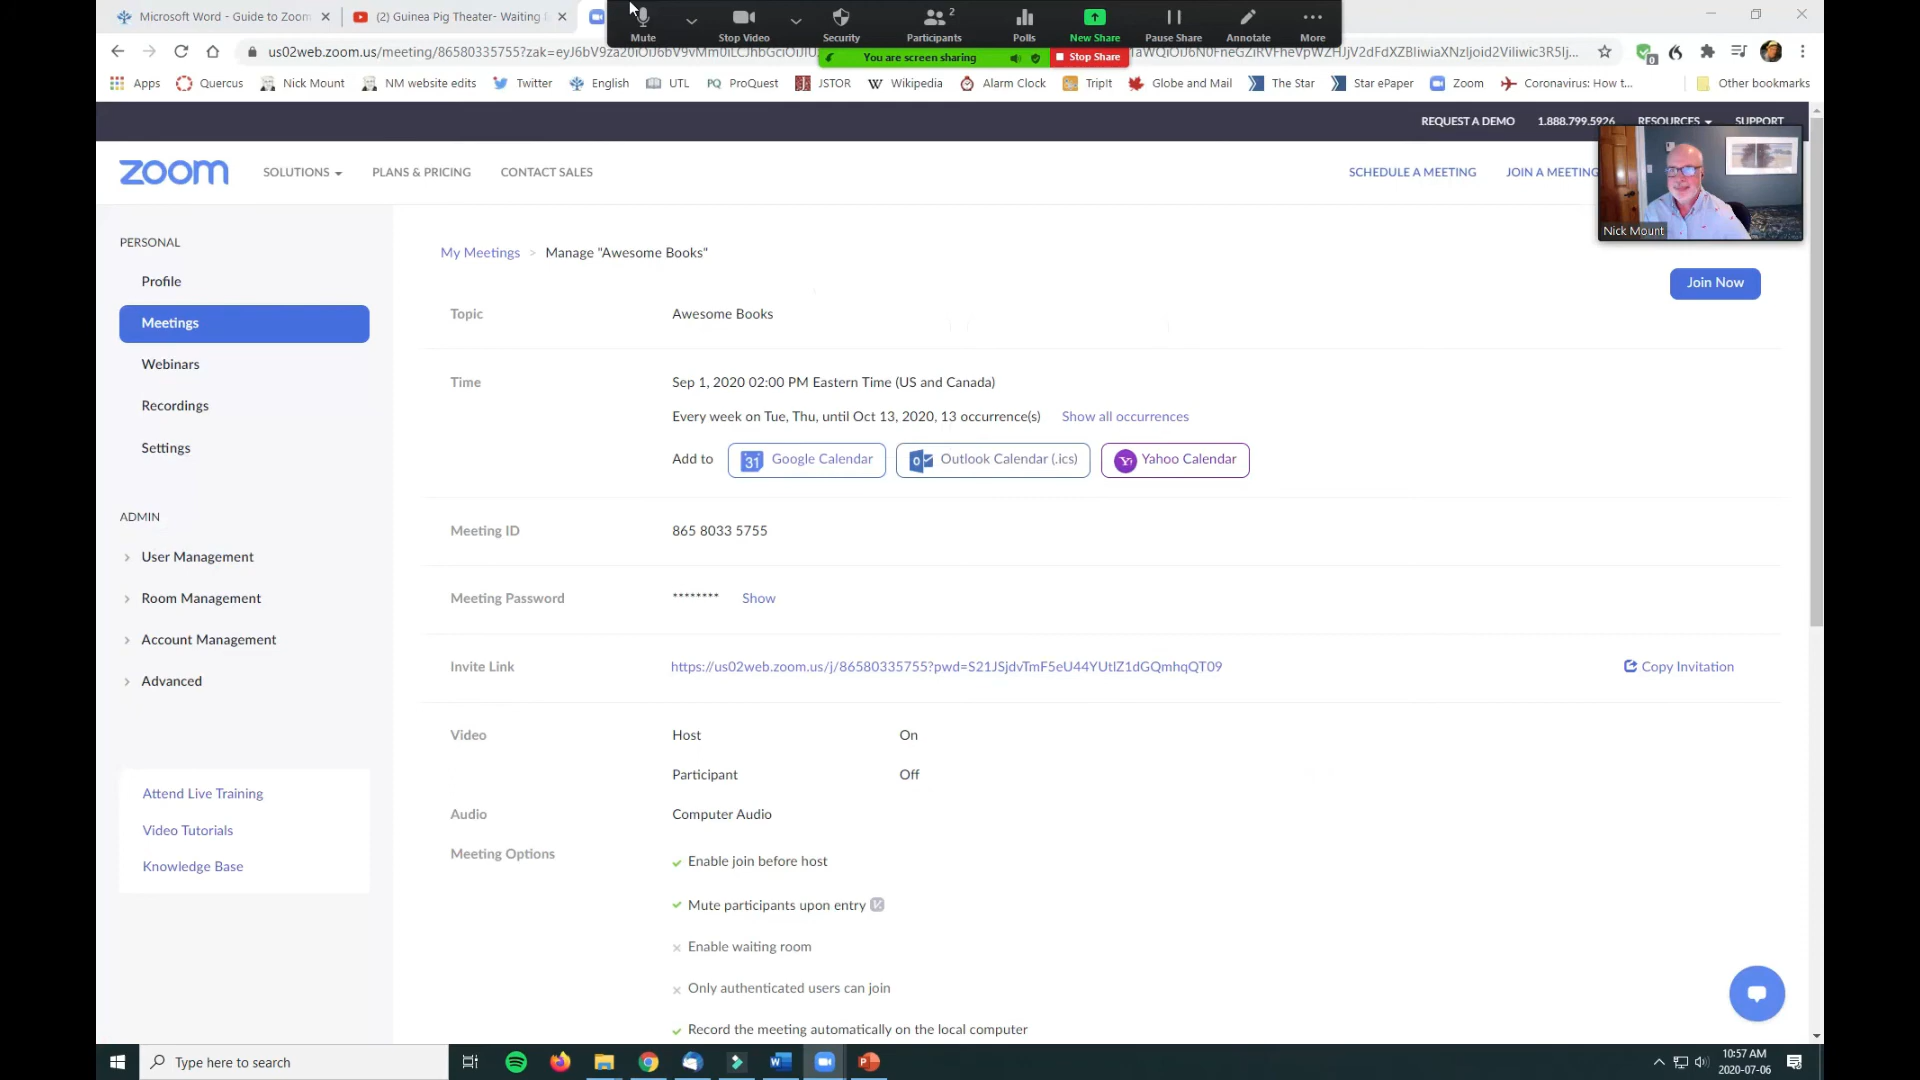 Microsoft Word - Guide to Zoom
(2) Guinea Pig Theater- Waiting
Mute
Stop Video
Security
Participants 2
Polls
New Share
Pause Share
Annotate
More
You are screen sharing
Stop Share
Apps
Quercus
Nick Mount
NM website edits
Twitter
English
UTL
PQ ProQuest
JSTOR
W Wikipedia
Alarm Clock
TripIt
Globe and Mail
The Star
Star ePaper
Zoom
Coronavirus: How t...
Other bookmarks
REQUEST A DEMO
1.888.799.5926
RESOURCES
SUPPORT
zoom
SOLUTIONS
PLANS & PRICING
CONTACT SALES
SCHEDULE A MEETING
JOIN A MEETING
Nick Mount
PERSONAL
Profile
Meetings
Webinars
Recordings
Settings
ADMIN
User Management
Room Management
Account Management
Advanced
Attend Live Training
Video Tutorials
Knowledge Base
My Meetings > Manage "Awesome Books"
Join Now
Topic Awesome Books
Time Sep 1, 2020 02:00 PM Eastern Time (US and Canada)
Every week on Tue, Thu, until Oct 13, 2020, 13 occurrence(s) Show all occurrences
Add to 31 Google Calendar Outlook Calendar (.ics) Yahoo Calendar
Meeting ID 865 8033 5755
Meeting Password ******** Show
Invite Link Copy Invitation
Video Host On
Participant Off
Audio Computer Audio
Meeting Options
Enable join before host
Mute participants upon entry
Enable waiting room
Only authenticated users can join
Record the meeting automatically on the local computer
Type here to search
10:57 AM
2020-07-06